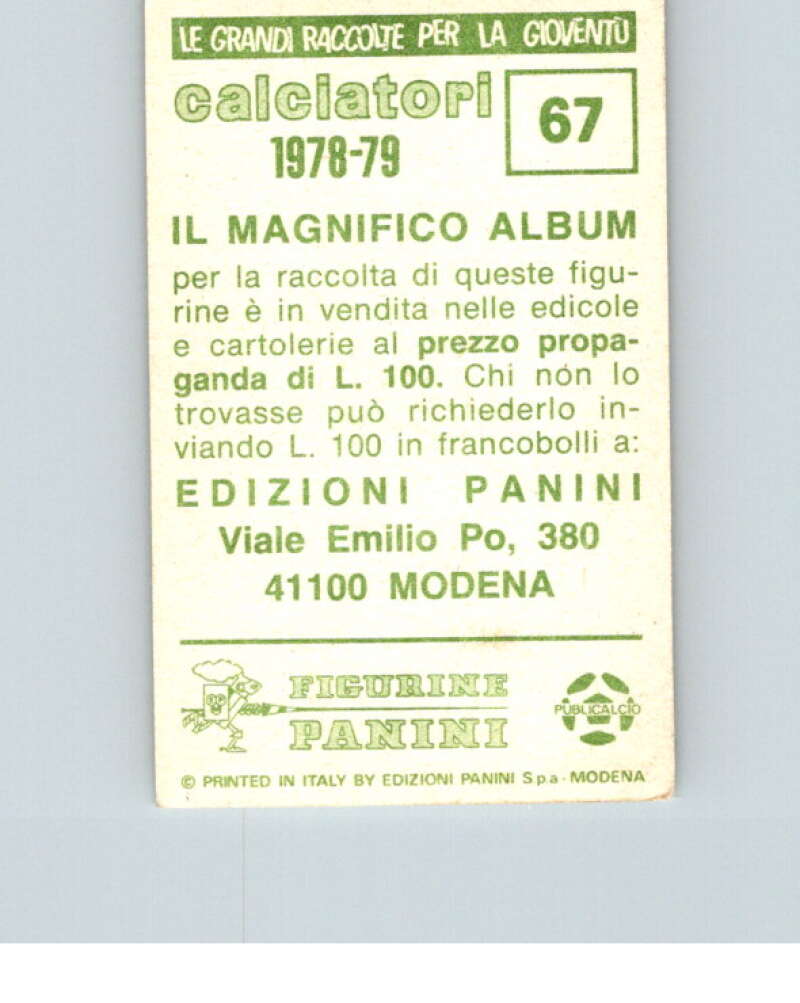 LE GRANDI RACCOLTE PER LA GIOVENTÙ
calciatori
1978-79
67
IL MAGNIFICO ALBUM
per la raccolta di queste figu-
rine è in vendita nelle edicole
e cartolerie al prezzo propa-
ganda di L. 100. Chi non lo
trovasse può richiederlo in-
viando L. 100 in francobolli a:
EDIZIONI PANINI
Viale Emilio Po, 380
41100 MODENA
FIGURINE
PANINI
PUBLICALCIO
© PRINTED IN ITALY BY EDIZIONI PANINI S.p.a - MODENA